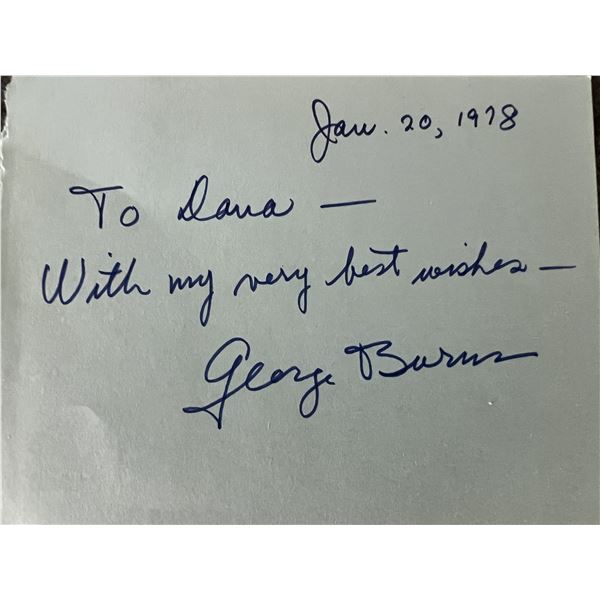 Jan. 20, 1978
To Dana —
With my very best wishes —
George Burns